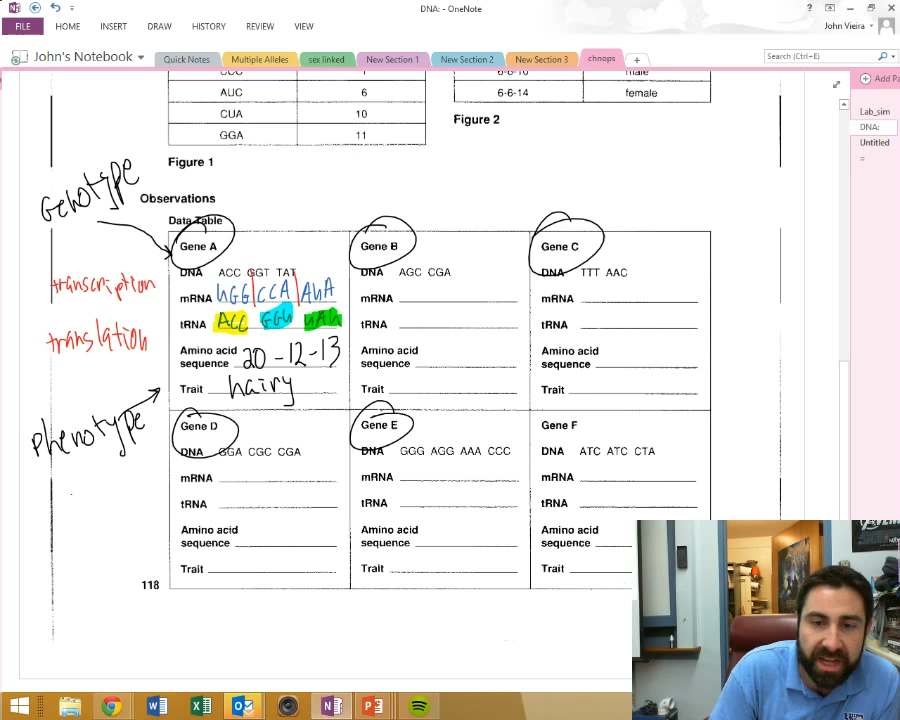 DNA: - OneNote
FILE HOME INSERT DRAW HISTORY REVIEW VIEW
John Vieira
John's Notebook Quick Notes Multiple Alleles sex linked New Section 1 New Section 2 New Section 3 chnops
Search (Ctrl+E)
Add Pa
Lab_sim
DNA:
Untitled
CCC 1
AUC 6
CUA 10
GGA 11
6-6-10 male
6-6-14 female
Figure 2
Figure 1
Genotype
Observations
Data Table
Gene A
DNA ACC GGT TAT
mRNA UGG CCA AUA
tRNA ACC GGU UAU
Amino acid
sequence 20-12-13
Trait hairy
Gene B
DNA AGC CGA
mRNA
tRNA
Amino acid
sequence
Trait
Gene C
DNA TTT AAC
mRNA
tRNA
Amino acid
sequence
Trait
transcription
translation
phenotype
Gene D
DNA GGA CGC CGA
mRNA
tRNA
Amino acid
sequence
Trait
Gene E
DNA GGG AGG AAA CCC
mRNA
tRNA
Amino acid
sequence
Trait
Gene F
DNA ATC ATC CTA
mRNA
tRNA
Amino acid
sequence
Trait
118